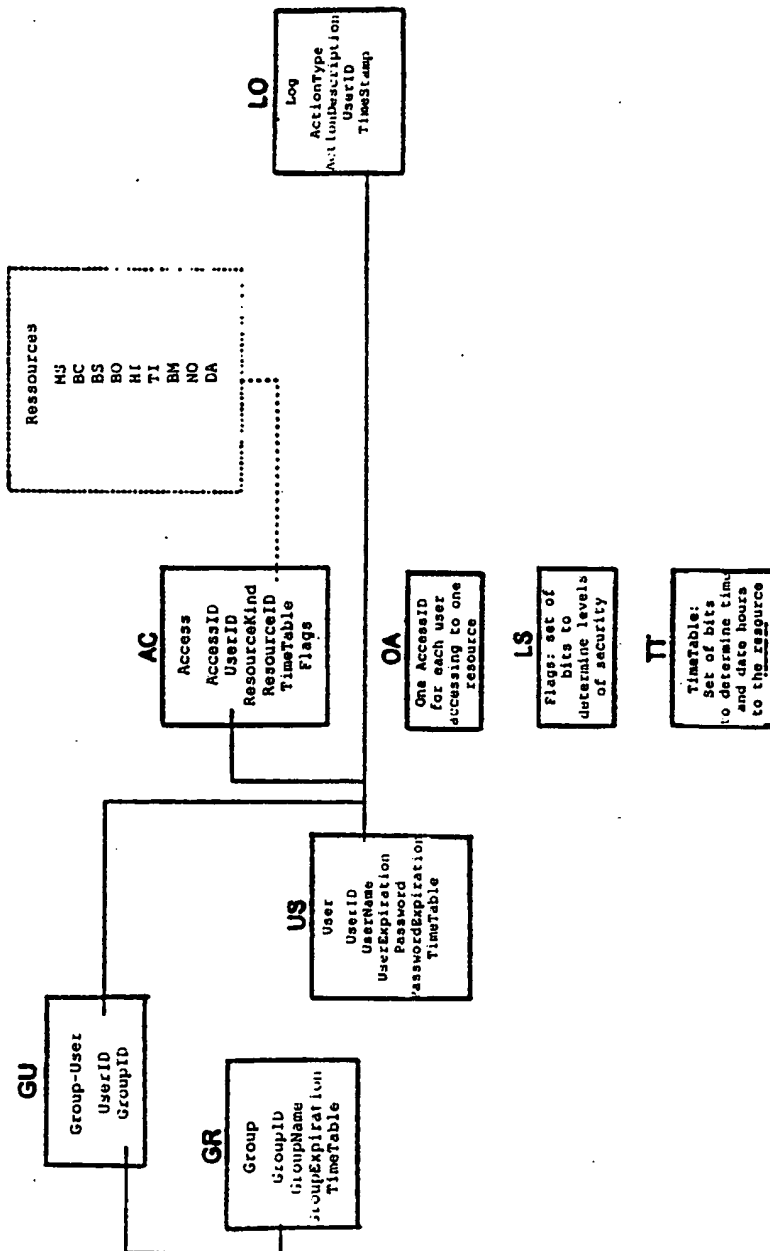 GU
Group-User
UserID
GroupID
Ressources
MS
BC
BS
BO
HI
TI
BM
NO
DA
AC
Access
AccessID
UserID
ResourceKind
ResourceID
TimeTable
Flags
GR
Group
GroupID
GroupName
GroupExpiration
TimeTable
LO
Log
ActionType
ActionDescription
UserID
TimeStamp
US
User
UserID
UserName
UserExpiration
Password
PasswordExpiration
TimeTable
OA
One AccessID
for each user
accessing to one
resource
LS
Flags: set of
bits to
determine levels
of security
TT
TimeTable:
Set of bits
to determine time
and date hours
to the resource